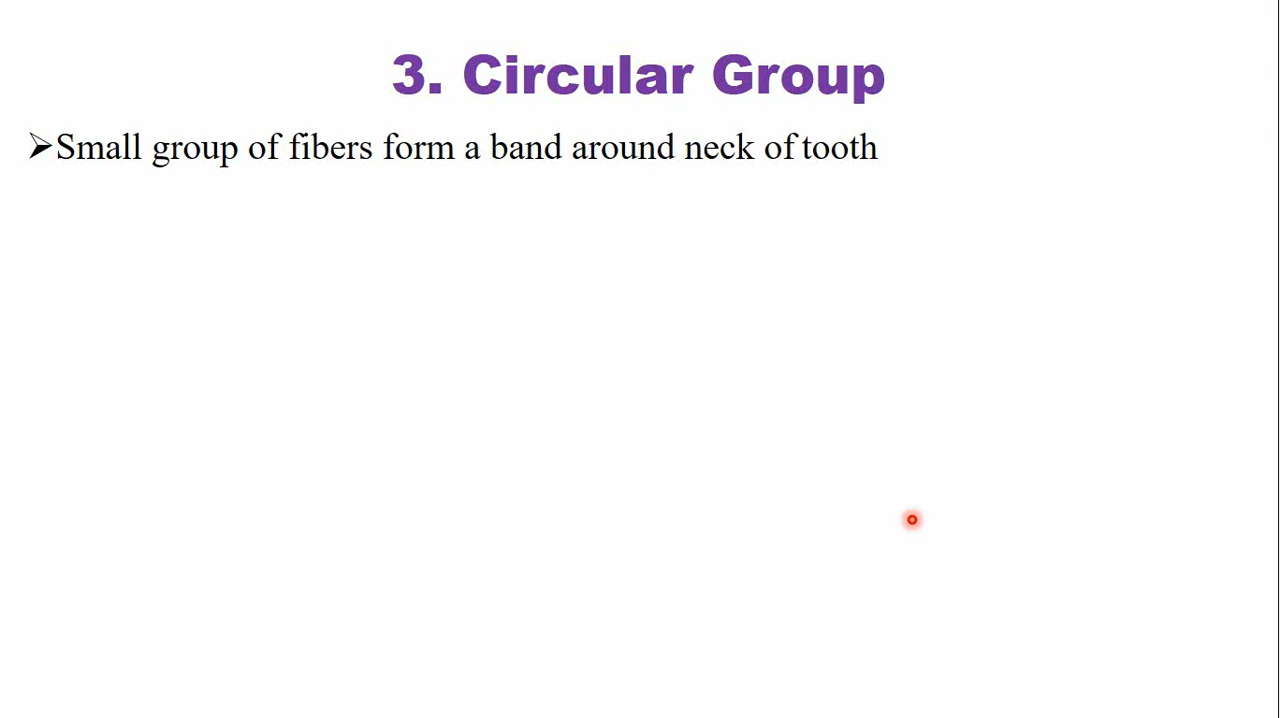 3. Circular Group
➢Small group of fibers form a band around neck of tooth